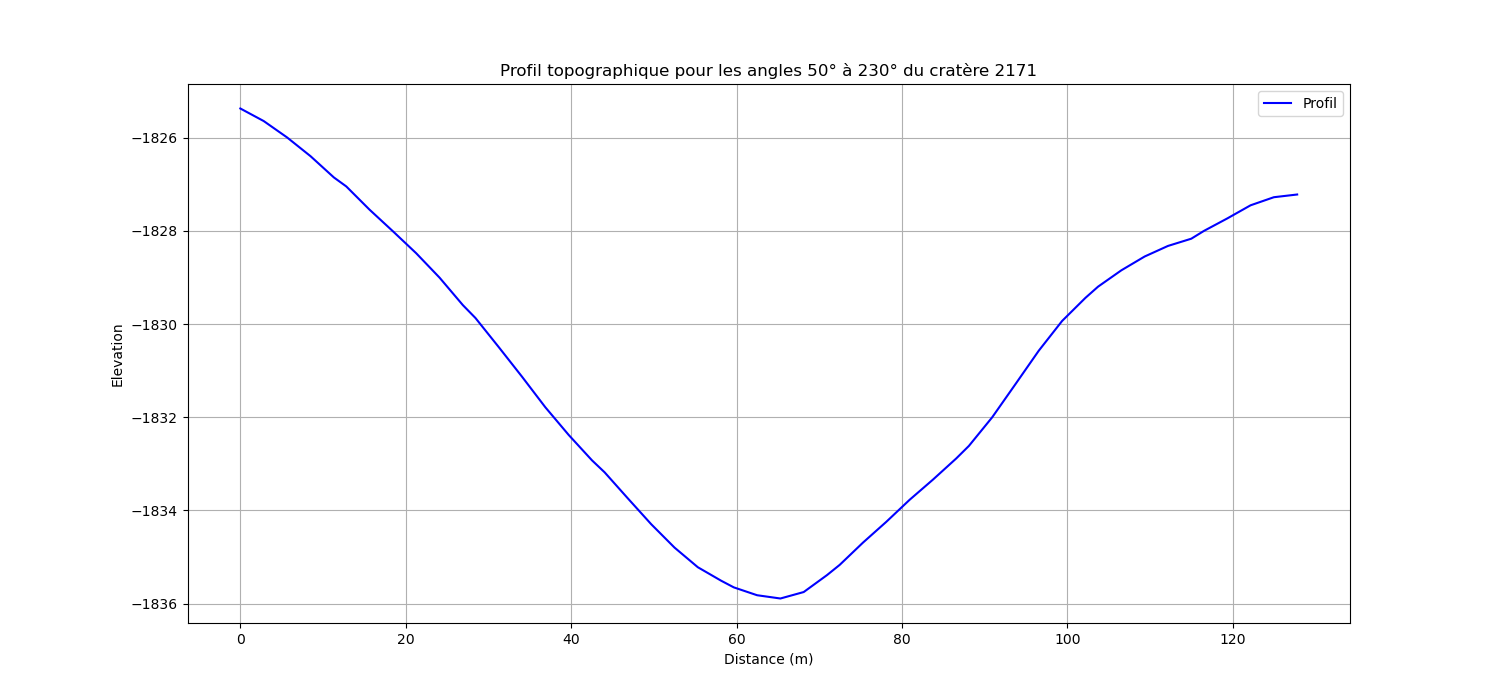 Profil topographique pour les angles 50° à 230° du cratère 2171
Profil
−1826
−1828
−1830
−1832
−1834
−1836
Elevation
0 20 40 60 80 100 120
Distance (m)